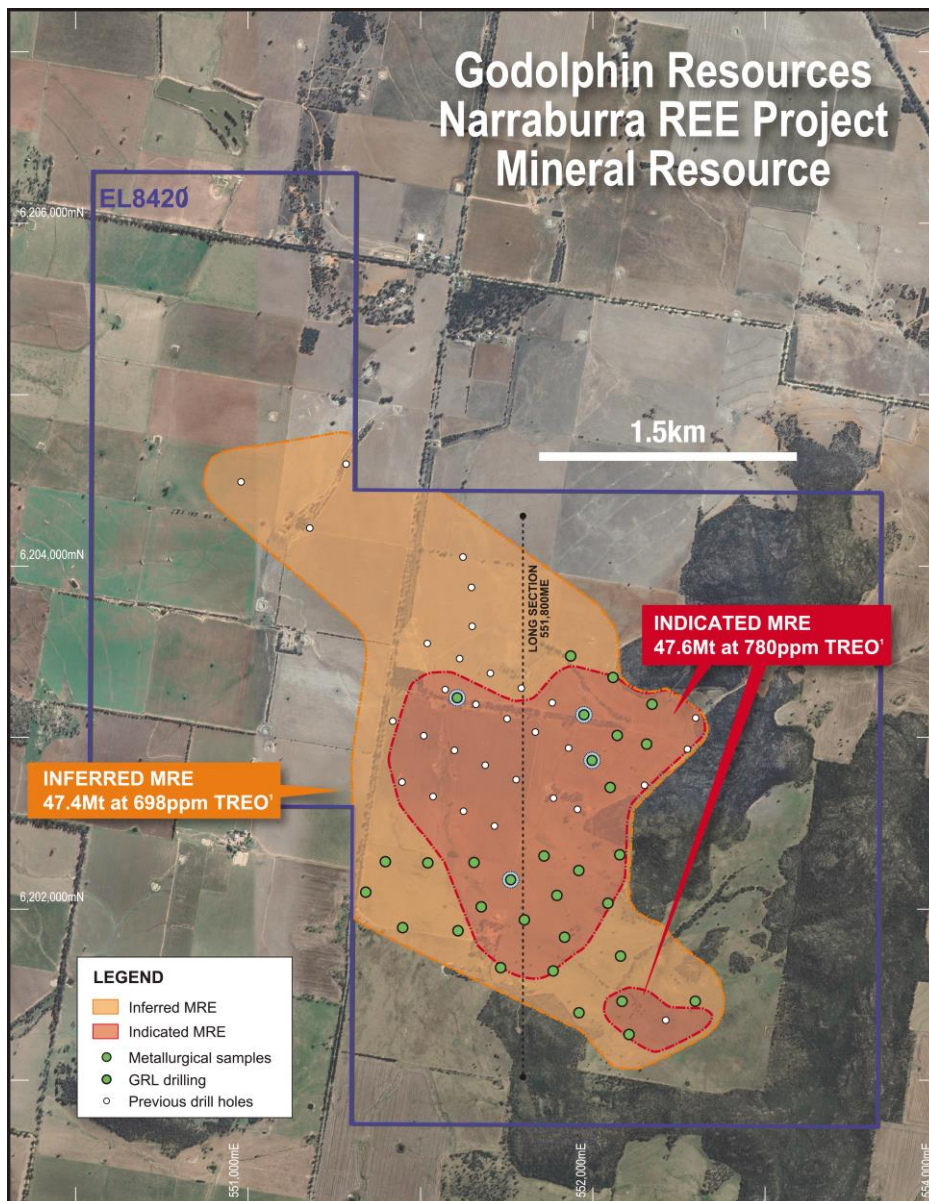 Godolphin Resources
Narraburra REE Project
Mineral Resource
EL8420
6,206,000mN
1.5km
6,204,000mN
LONG SECTION
551,800ME
INDICATED MRE
47.6Mt at 780ppm TREO¹
INFERRED MRE
47.4Mt at 698ppm TREO¹
6,202,000mN
LEGEND
Inferred MRE
Indicated MRE
Metallurgical samples
GRL drilling
Previous drill holes
551,000mE
552,000mE
554,000mE